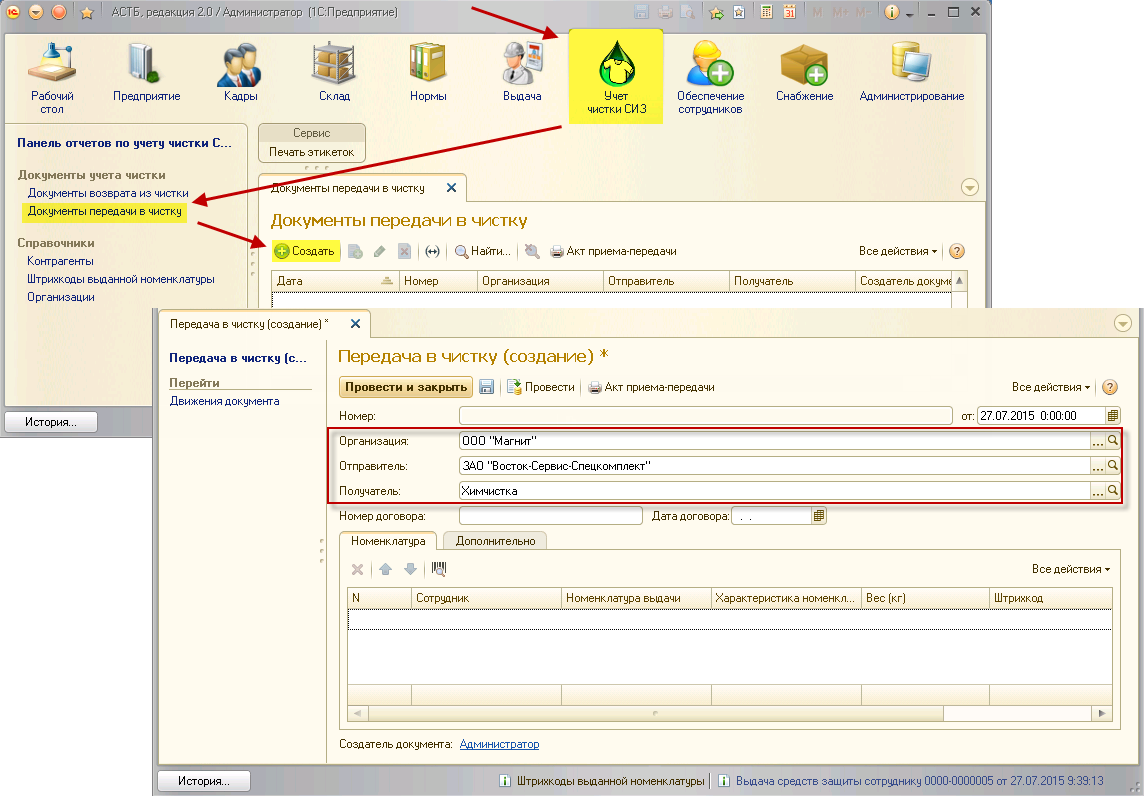 АСТБ, редакция 2.0 / Администратор (1С:Предприятие)
M M+ M-
31
Рабочий стол
Предприятие
Кадры
Склад
Нормы
Выдача
Учет чистки СИЗ
Обеспечение сотрудников
Снабжение
Администрирование
Панель отчетов по учету чистки С...
Документы учета чистки
Документы возврата из чистки
Документы передачи в чистку
Справочники
Контрагенты
Штрихкоды выданной номенклатуры
Организации
Сервис
Печать этикеток
Документы передачи в чистку
Документы передачи в чистку
Создать Найти... Акт приема-передачи Все действия
Дата Номер Организация Отправитель Получатель Создатель докуме
История...
Передача в чистку (создание) *
Передача в чистку (с...
Перейти
Движения документа
Передача в чистку (создание) *
Провести и закрыть Провести Акт приема-передачи Все действия
Номер: от: 27.07.2015 0:00:00
Организация: ООО "Магнит"
Отправитель: ЗАО "Восток-Сервис-Спецкомплект"
Получатель: Химчистка
Номер договора: Дата договора: . .
Номенклатура Дополнительно
Все действия
N Сотрудник Номенклатура выдачи Характеристика номенкл... Вес (кг) Штрихкод
Создатель документа: Администратор
История... Штрихкоды выданной номенклатуры Выдача средств защиты сотруднику 0000-0000005 от 27.07.2015 9:39:13